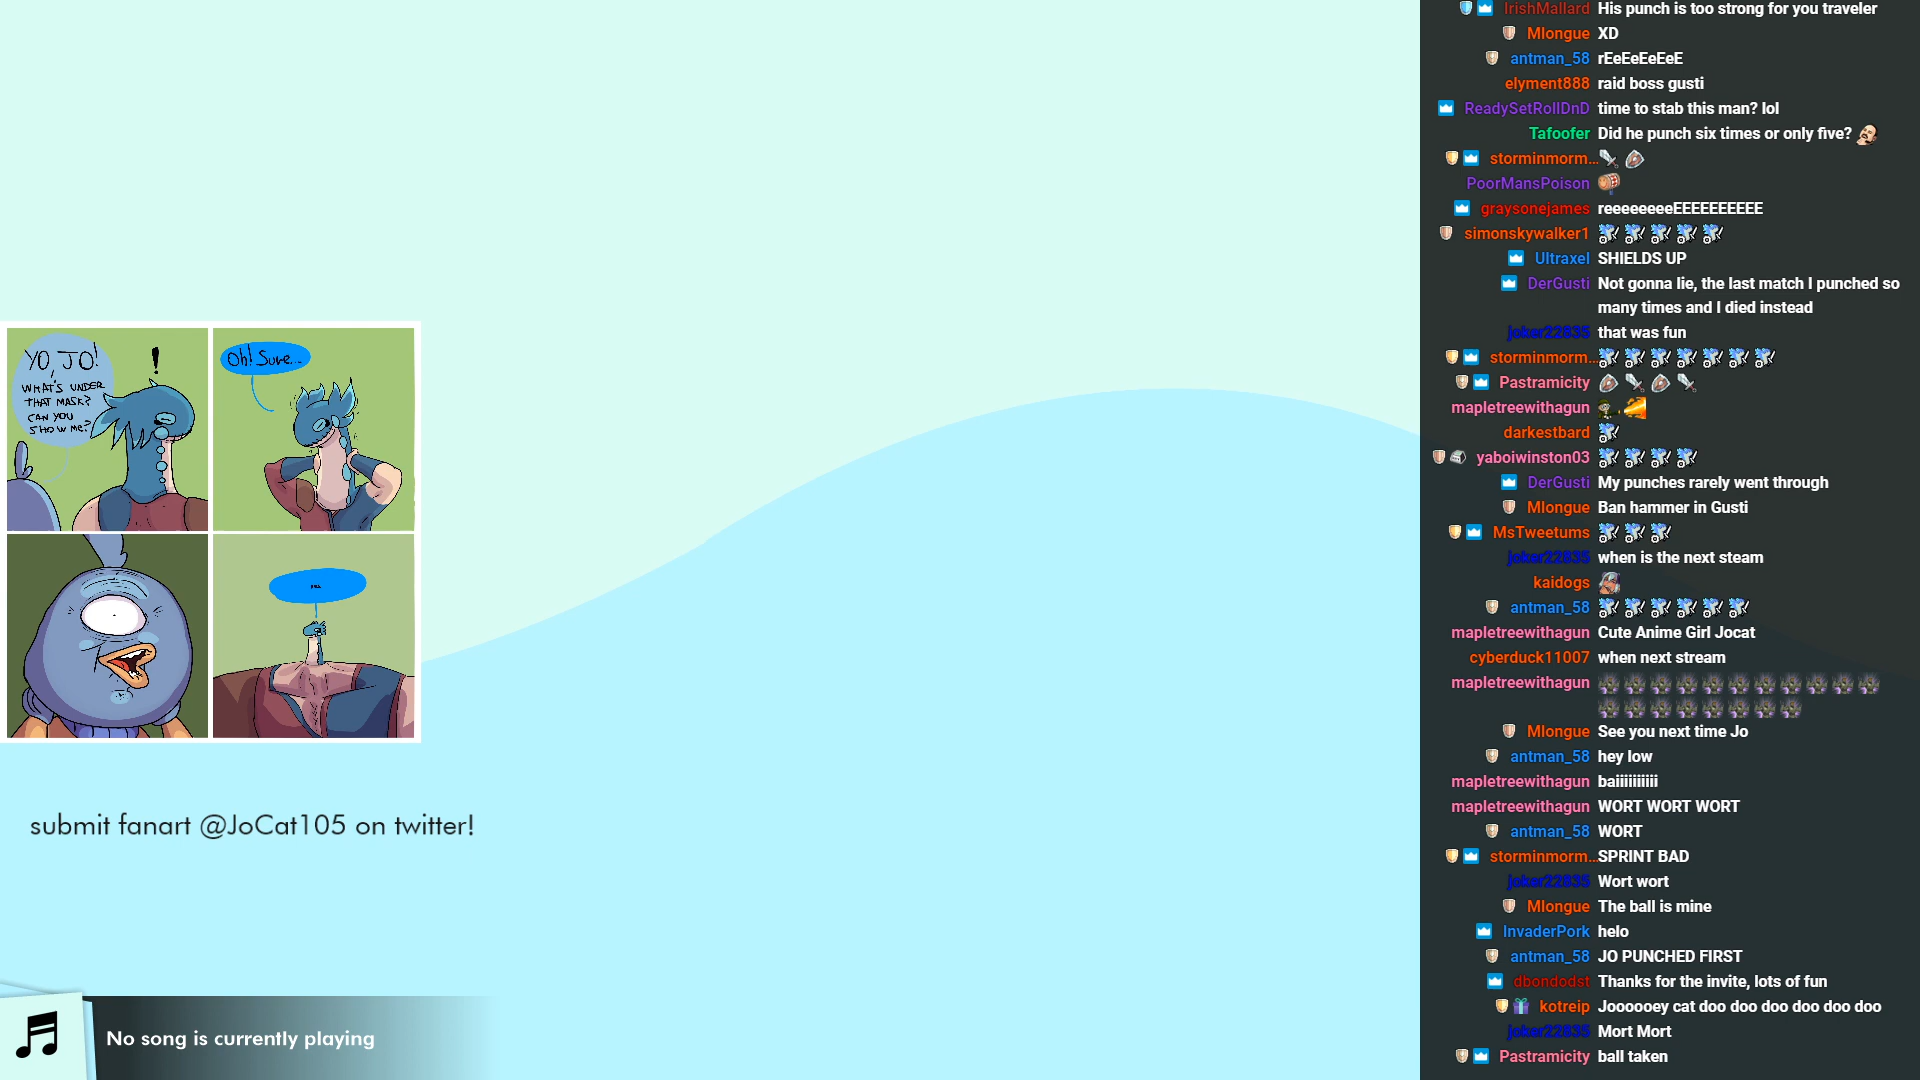 YO, JO!
WHAT'S UNDER
THAT MASK?
CAN YOU
SHOW ME?
!
Oh! Sure...
...
submit fanart @JoCat105 on twitter!
No song is currently playing
IrishMallard His punch is too strong for you traveler
Mlongue XD
antman_58 rEeEeEeEeE
elyment888 raid boss gusti
ReadySetRollDnD time to stab this man? lol
Tafoofer Did he punch six times or only five?
storminmorm...
PoorMansPoison
graysonejames reeeeeeeeEEEEEEEEEE
simonskywalker1
Ultraxel SHIELDS UP
DerGusti Not gonna lie, the last match I punched so
many times and I died instead
joker22835 that was fun
storminmorm...
Pastramicity
mapletreewithagun
darkestbard
yaboiwinston03
DerGusti My punches rarely went through
Mlongue Ban hammer in Gusti
MsTweetums
joker22835 when is the next steam
kaidogs
antman_58
mapletreewithagun Cute Anime Girl Jocat
cyberduck11007 when next stream
mapletreewithagun
Mlongue See you next time Jo
antman_58 hey low
mapletreewithagun baiiiiiiiiii
mapletreewithagun WORT WORT WORT
antman_58 WORT
storminmorm... SPRINT BAD
joker22835 Wort wort
Mlongue The ball is mine
InvaderPork helo
antman_58 JO PUNCHED FIRST
dbondodst Thanks for the invite, lots of fun
kotreip Joooooey cat doo doo doo doo doo doo
joker22835 Mort Mort
Pastramicity ball taken